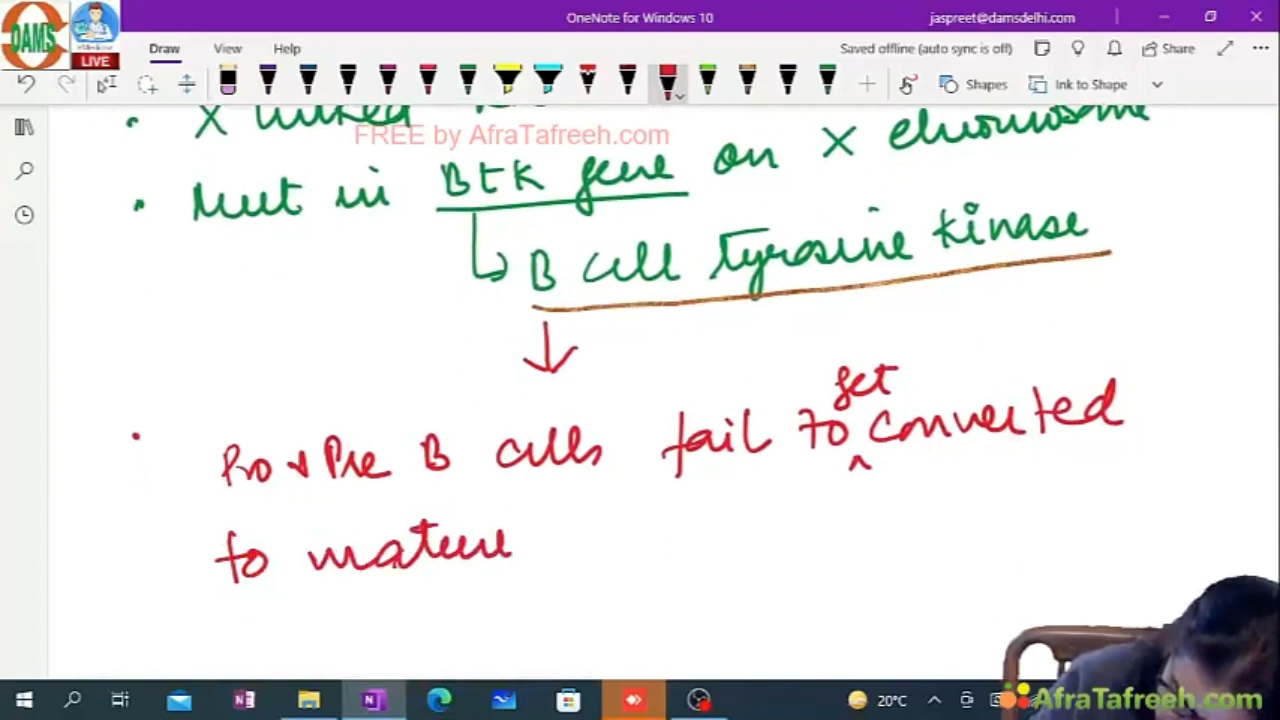 OneNote for Windows 10
jaspreet@damsdelhi.com
DAMS
eMedicoz
LIVE
Draw View Help
Saved offline (auto sync is off)
Share
Shapes
Ink to Shape
• X linked
FREE by AfraTafreeh.com
• Mut in BtK gene on X chromosome
B cell tyrosine kinase
↓
get
• Pro & Pre B cells fail to ^ converted
to mature
20°C
AfraTafreeh.com